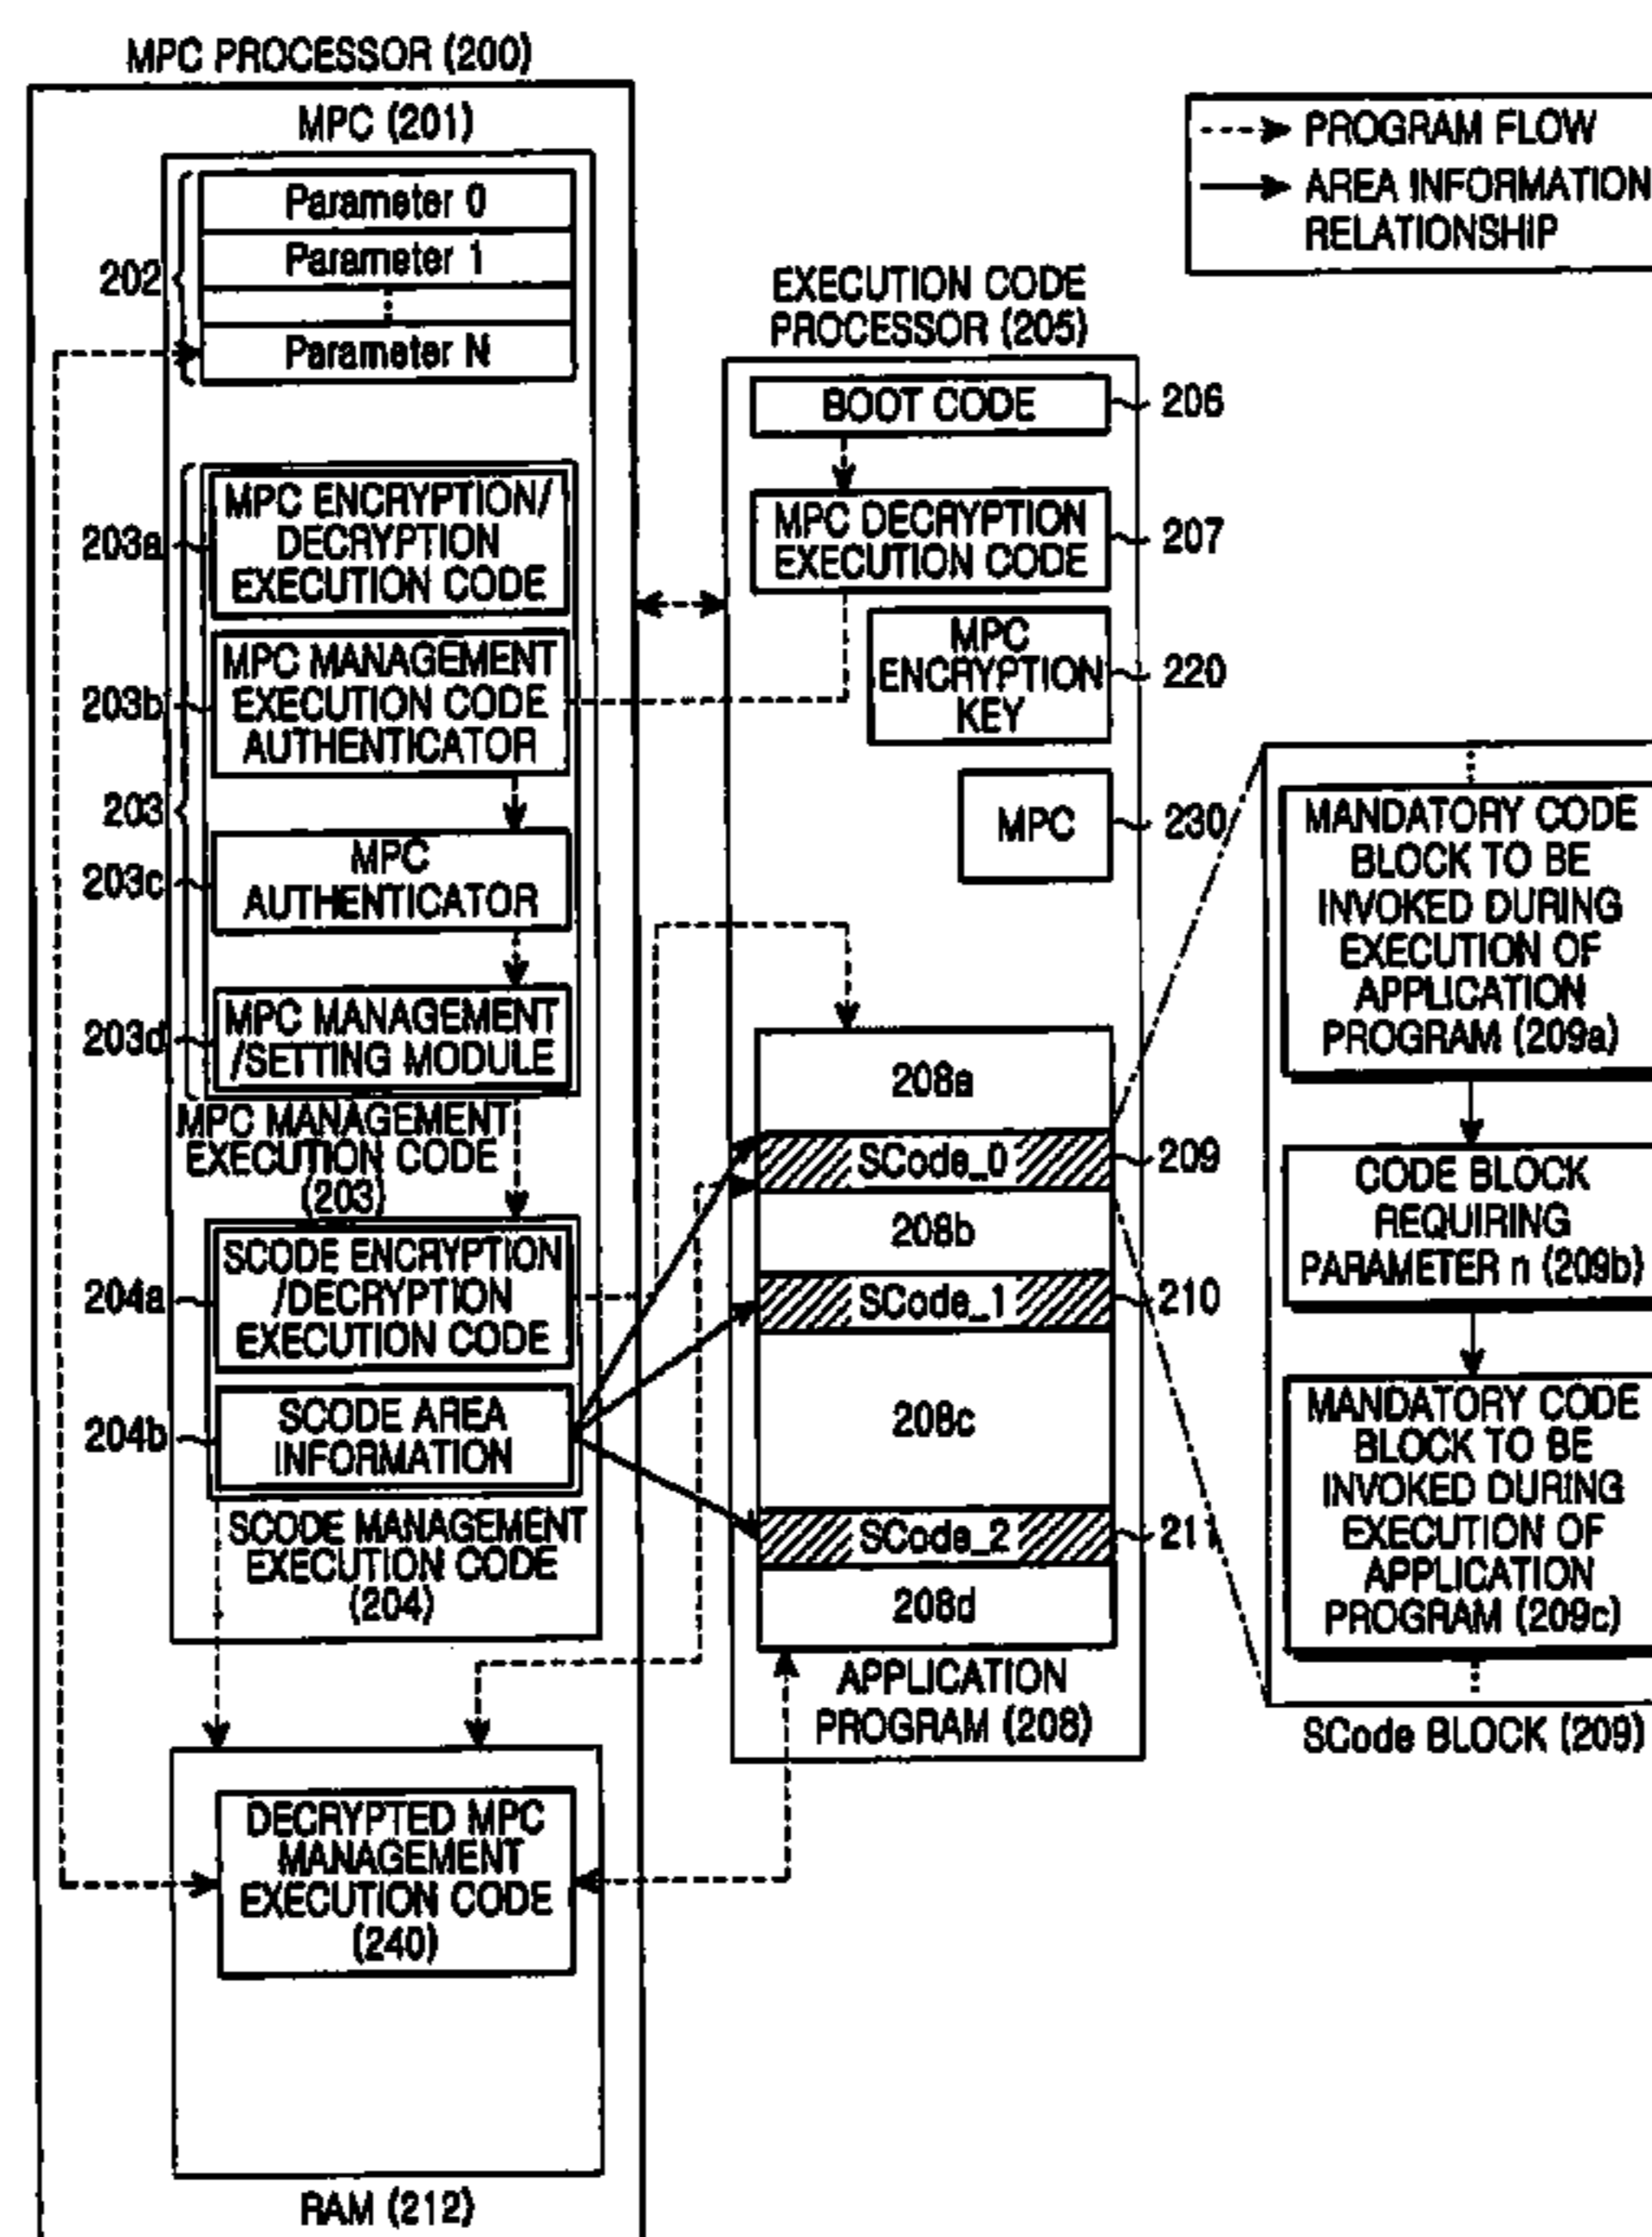 MPC PROCESSOR (200)
MPC (201)
Parameter 0
Parameter 1
Parameter N
202
MPC ENCRYPTION/
DECRYPTION
EXECUTION CODE
203a
MPC MANAGEMENT
EXECUTION CODE
AUTHENTICATOR
203b
203
MPC
AUTHENTICATOR
203c
MPC MANAGEMENT
/SETTING MODULE
203d
MPC MANAGEMENT
EXECUTION CODE
(203)
SCODE ENCRYPTION
/DECRYPTION
EXECUTION CODE
204a
SCODE AREA
INFORMATION
204b
SCODE MANAGEMENT
EXECUTION CODE
(204)
DECRYPTED MPC
MANAGEMENT
EXECUTION CODE
(240)
RAM (212)
EXECUTION CODE
PROCESSOR (205)
BOOT CODE
206
MPC DECRYPTION
EXECUTION CODE
207
MPC
ENCRYPTION
KEY
220
MPC
230
208a
SCode_0
209
208b
SCode_1
210
208c
SCode_2
211
208d
APPLICATION
PROGRAM (208)
PROGRAM FLOW
AREA INFORMATION
RELATIONSHIP
MANDATORY CODE
BLOCK TO BE
INVOKED DURING
EXECUTION OF
APPLICATION
PROGRAM (209a)
CODE BLOCK
REQUIRING
PARAMETER n (209b)
MANDATORY CODE
BLOCK TO BE
INVOKED DURING
EXECUTION OF
APPLICATION
PROGRAM (209c)
SCode BLOCK (209)